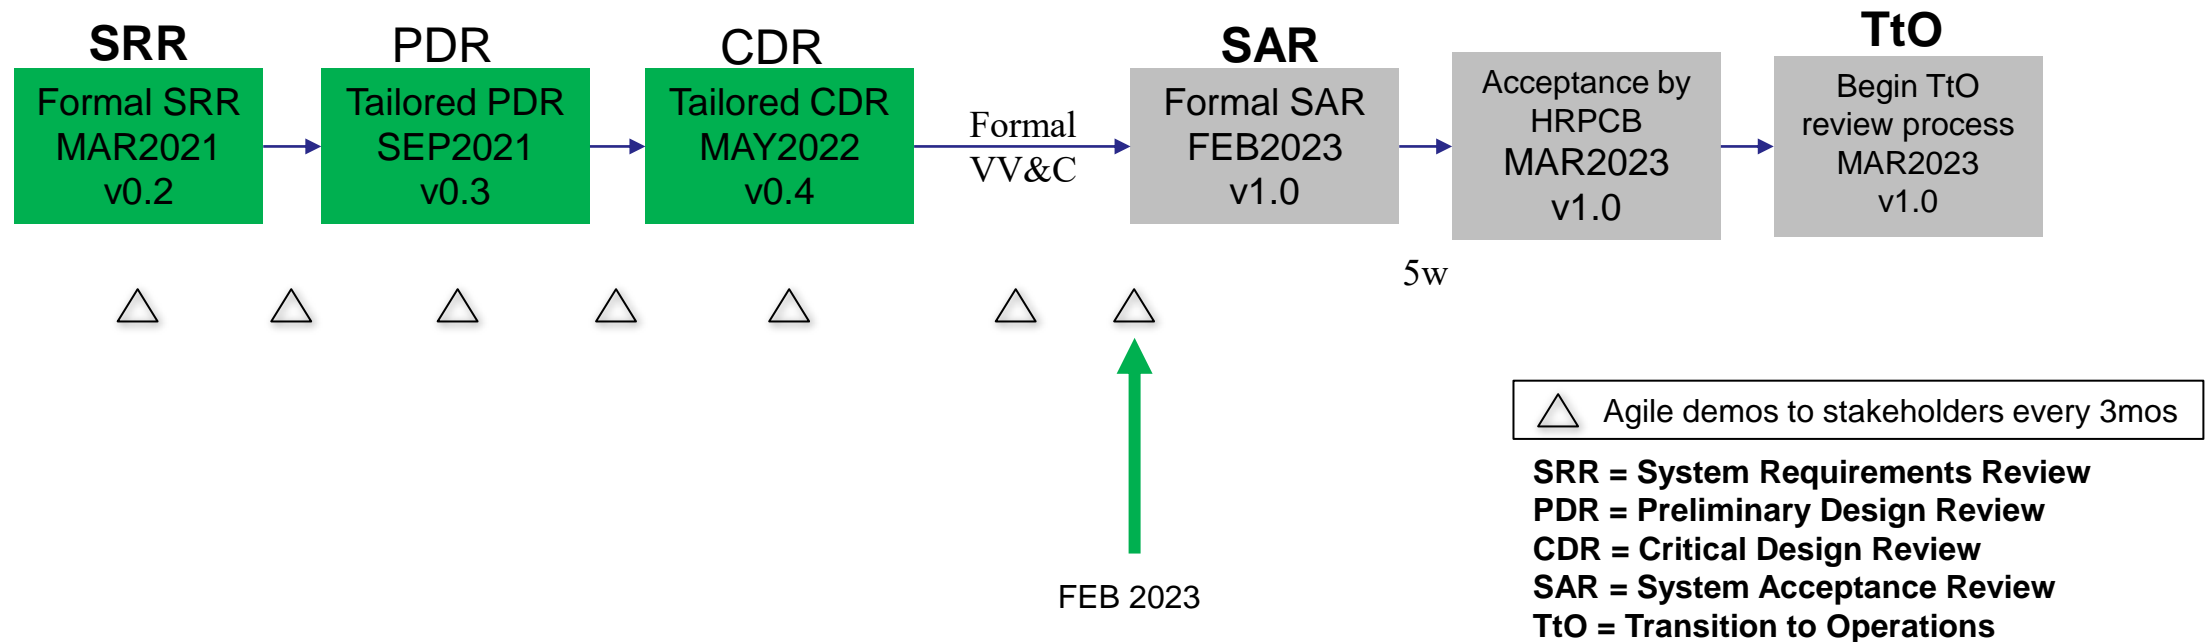 SRR
Formal SRR
MAR2021
v0.2
PDR
Tailored PDR
SEP2021
v0.3
CDR
Tailored CDR
MAY2022
v0.4
Formal
VV&C
SAR
Formal SAR
FEB2023
v1.0
5w
Acceptance by
HRPCB
MAR2023
v1.0
TtO
Begin TtO
review process
MAR2023
v1.0
FEB 2023
Agile demos to stakeholders every 3mos
SRR = System Requirements Review
PDR = Preliminary Design Review
CDR = Critical Design Review
SAR = System Acceptance Review
TtO = Transition to Operations